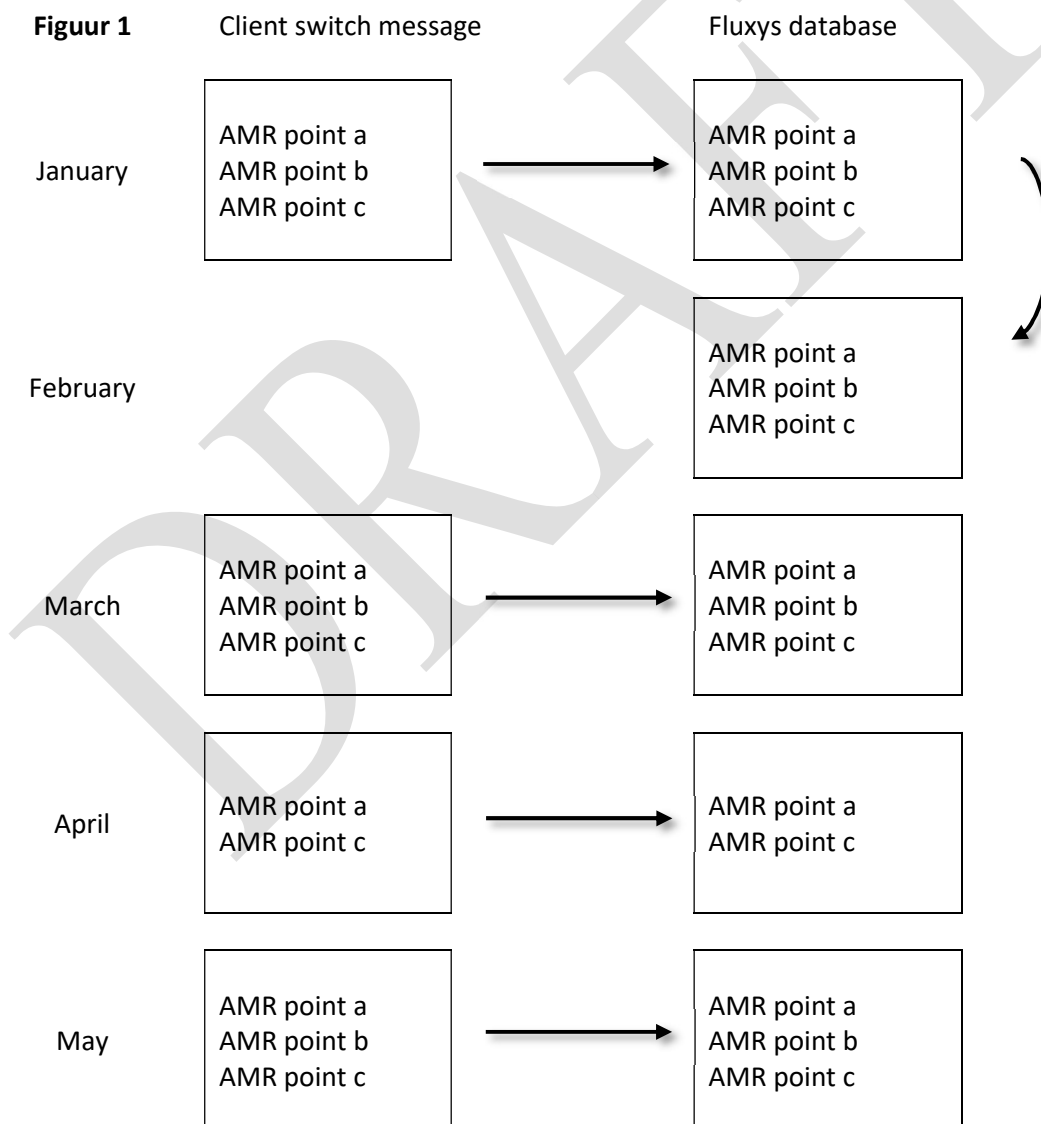 Figuur 1 Client switch message Fluxys database
January
AMR point a
AMR point b
AMR point c
AMR point a
AMR point b
AMR point c
February
AMR point a
AMR point b
AMR point c
March
AMR point a
AMR point b
AMR point c
AMR point a
AMR point b
AMR point c
April
AMR point a
AMR point c
AMR point a
AMR point c
May
AMR point a
AMR point b
AMR point c
AMR point a
AMR point b
AMR point c
DRAFT